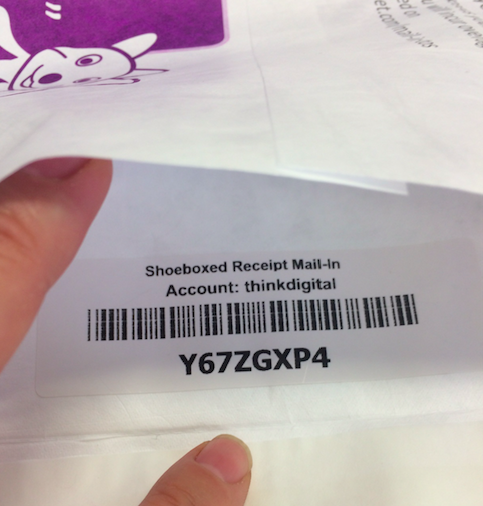 Shoeboxed Receipt Mail-In
Account: thinkdigital
Y67ZGXP4